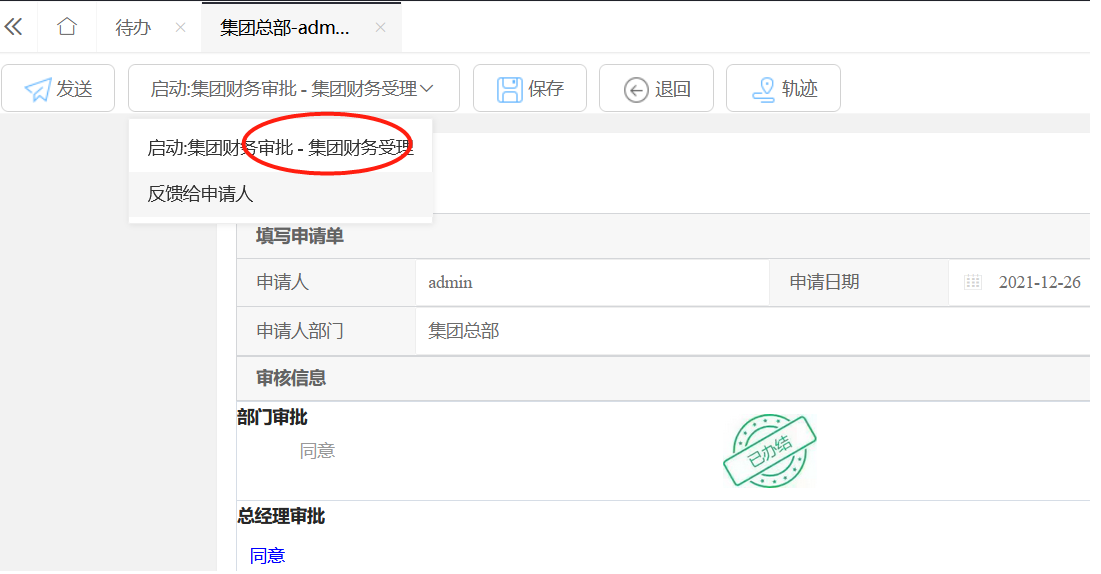 待办
集团总部-adm...
发送
启动:集团财务审批 - 集团财务受理
保存
退回
轨迹
启动:集团财务审批 - 集团财务受理
反馈给申请人
填写申请单
申请人 admin 申请日期 2021-12-26
申请人部门 集团总部
审核信息
部门审批
同意
已办结
总经理审批
同意